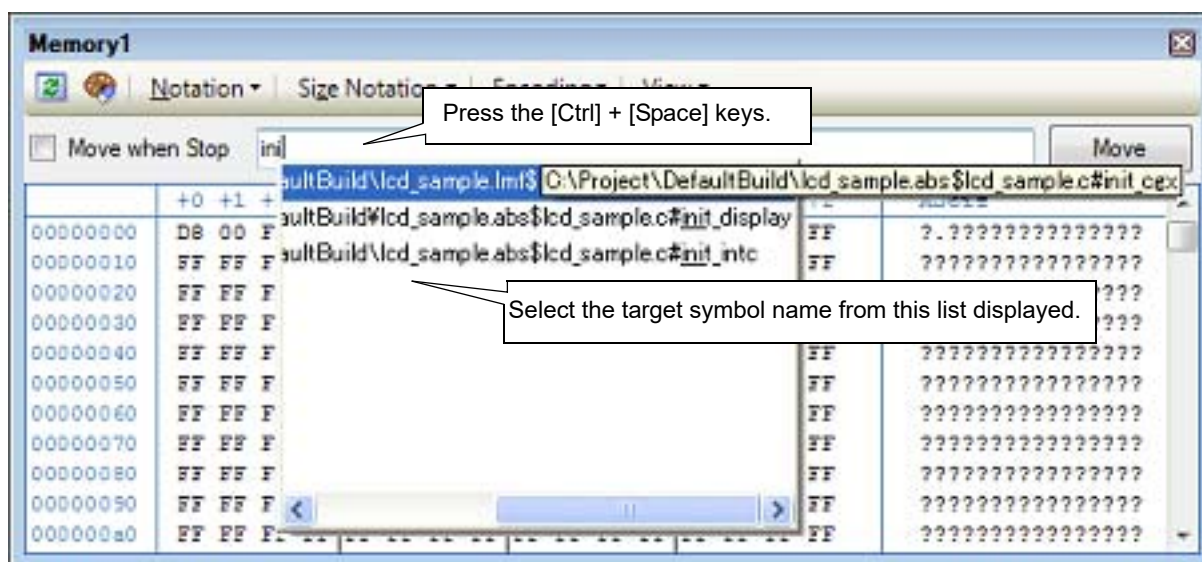 Memory1
Notation Size Notation Encoding View
Press the [Ctrl] + [Space] keys.
Move when Stop ini Move
aultBuild\lcd_sample.lmf$ C:\Project\DefaultBuild\lcd_sample.abs$lcd_sample.c#init_cgx
+0 +1 +
00000000 D8 00 F aultBuild¥lcd_sample.abs$lcd_sample.c#init_display FF ?.??????????????
00000010 FF FF F aultBuild\lcd_sample.abs$lcd_sample.c#init_intc FF ????????????????
00000020 FF FF F ???
Select the target symbol name from this list displayed.
00000030 FF FF F ????
00000040 FF FF F FF ????????????????
00000050 FF FF F FF ????????????????
00000060 FF FF F FF ????????????????
00000070 FF FF F FF ????????????????
00000080 FF FF F FF ????????????????
00000090 FF FF F FF ????????????????
000000a0 FF FF F FF ????????????????